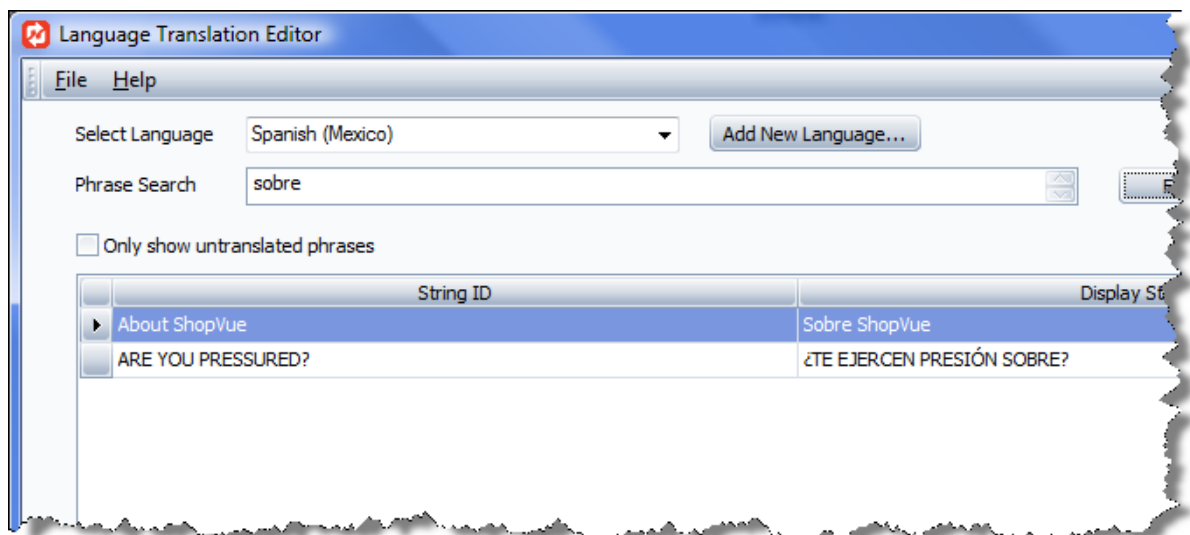 Language Translation Editor
File Help
Select Language Spanish (Mexico) Add New Language...
Phrase Search sobre
Only show untranslated phrases
String ID Display
About ShopVue Sobre ShopVue
ARE YOU PRESSURED? ¿TE EJERCEN PRESIÓN SOBRE?